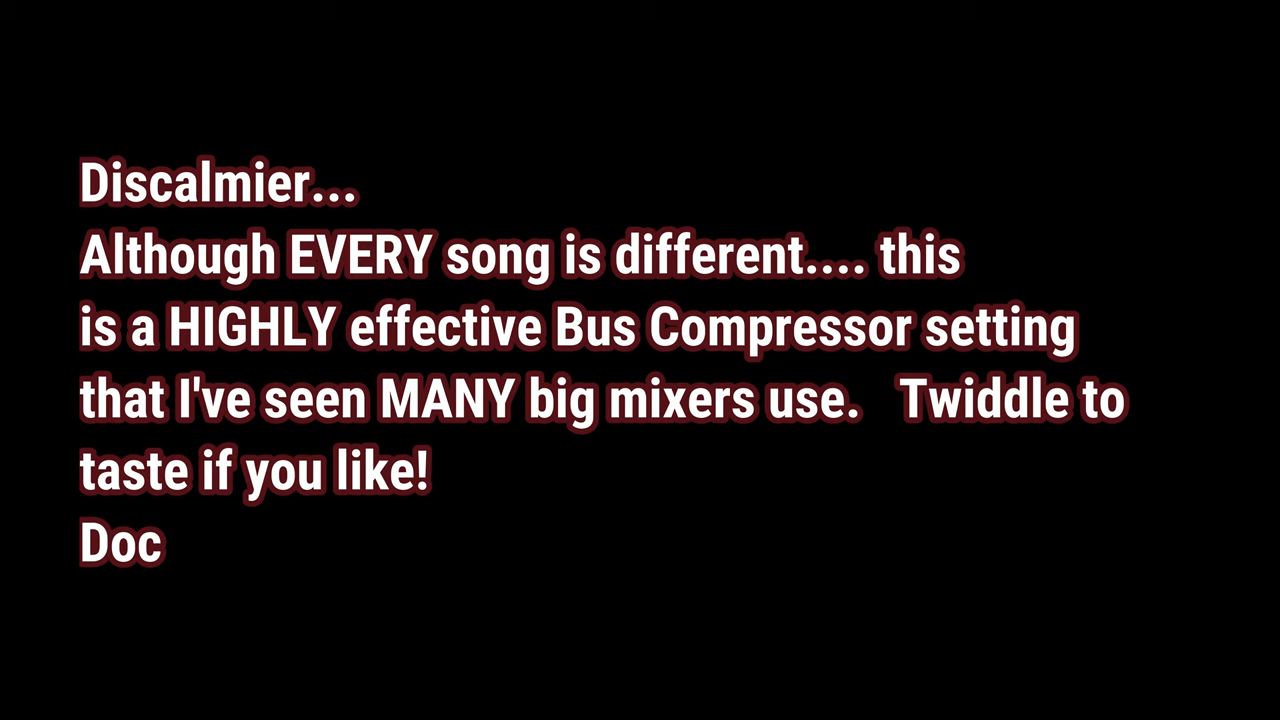 Discalmier...
Although EVERY song is different.... this
is a HIGHLY effective Bus Compressor setting
that I've seen MANY big mixers use.   Twiddle to
taste if you like!
Doc